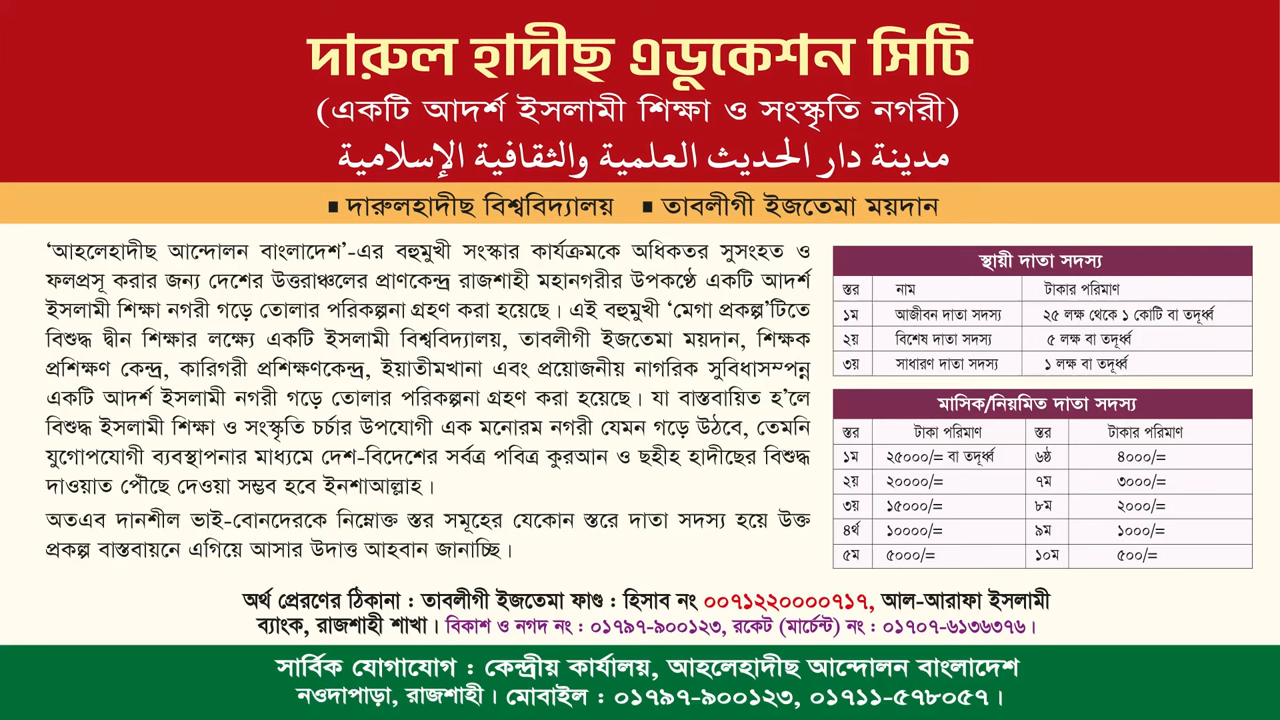 দারুল হাদীছ এডুকেশন সিটি
(একটি আদর্শ ইসলামী শিক্ষা ও সংস্কৃতি নগরী)
مدينة دار الحديث العلمية والثقافية الإسلامية
▪ দারুলহাদীছ বিশ্ববিদ্যালয় ▪ তাবলীগী ইজতেমা ময়দান
‘আহলেহাদীছ আন্দোলন বাংলাদেশ’-এর বহুমুখী সংস্কার কার্যক্রমকে অধিকতর সুসংহত ও
ফলপ্রসূ করার জন্য দেশের উত্তরাঞ্চলের প্রাণকেন্দ্র রাজশাহী মহানগরীর উপকণ্ঠে একটি আদর্শ
ইসলামী শিক্ষা নগরী গড়ে তোলার পরিকল্পনা গ্রহণ করা হয়েছে। এই বহুমুখী ‘মেগা প্রকল্প’টিতে
বিশুদ্ধ দ্বীন শিক্ষার লক্ষ্যে একটি ইসলামী বিশ্ববিদ্যালয়, তাবলীগী ইজতেমা ময়দান, শিক্ষক
প্রশিক্ষণ কেন্দ্র, কারিগরী প্রশিক্ষণকেন্দ্র, ইয়াতীমখানা এবং প্রয়োজনীয় নাগরিক সুবিধাসম্পন্ন
একটি আদর্শ ইসলামী নগরী গড়ে তোলার পরিকল্পনা গ্রহণ করা হয়েছে। যা বাস্তবায়িত হ’লে
বিশুদ্ধ ইসলামী শিক্ষা ও সংস্কৃতি চর্চার উপযোগী এক মনোরম নগরী যেমন গড়ে উঠবে, তেমনি
যুগোপযোগী ব্যবস্থাপনার মাধ্যমে দেশ-বিদেশের সর্বত্র পবিত্র কুরআন ও ছহীহ হাদীছের বিশুদ্ধ
দাওয়াত পৌঁছে দেওয়া সম্ভব হবে ইনশাআল্লাহ।
অতএব দানশীল ভাই-বোনদেরকে নিম্নোক্ত স্তর সমূহের যেকোন স্তরে দাতা সদস্য হয়ে উক্ত
প্রকল্প বাস্তবায়নে এগিয়ে আসার উদাত্ত আহবান জানাচ্ছি।
স্থায়ী দাতা সদস্য
স্তর নাম টাকার পরিমাণ
১ম আজীবন দাতা সদস্য ২৫ লক্ষ থেকে ১ কোটি বা তদূর্ধ্ব
২য় বিশেষ দাতা সদস্য ৫ লক্ষ বা তদূর্ধ্ব
৩য় সাধারণ দাতা সদস্য ১ লক্ষ বা তদূর্ধ্ব
মাসিক/নিয়মিত দাতা সদস্য
স্তর টাকা পরিমাণ স্তর টাকার পরিমাণ
১ম ২৫০০০/= বা তদূর্ধ্ব ৬ষ্ঠ ৪০০০/=
২য় ২০০০০/= ৭ম ৩০০০/=
৩য় ১৫০০০/= ৮ম ২০০০/=
৪র্থ ১০০০০/= ৯ম ১০০০/=
৫ম ৫০০০/= ১০ম ৫০০/=
অর্থ প্রেরণের ঠিকানা : তাবলীগী ইজতেমা ফাণ্ড : হিসাব নং ০০৭১২২০০০০৭১৭, আল-আরাফা ইসলামী
ব্যাংক, রাজশাহী শাখা। বিকাশ ও নগদ নং : ০১৭৯৭-৯০০১২৩, রকেট (মার্চেন্ট) নং : ০১৭০৭-৬১৩৬৩৭৬।
সার্বিক যোগাযোগ : কেন্দ্রীয় কার্যালয়, আহলেহাদীছ আন্দোলন বাংলাদেশ
নওদাপাড়া, রাজশাহী। মোবাইল : ০১৭৯৭-৯০০১২৩, ০১৭১১-৫৭৮০৫৭।